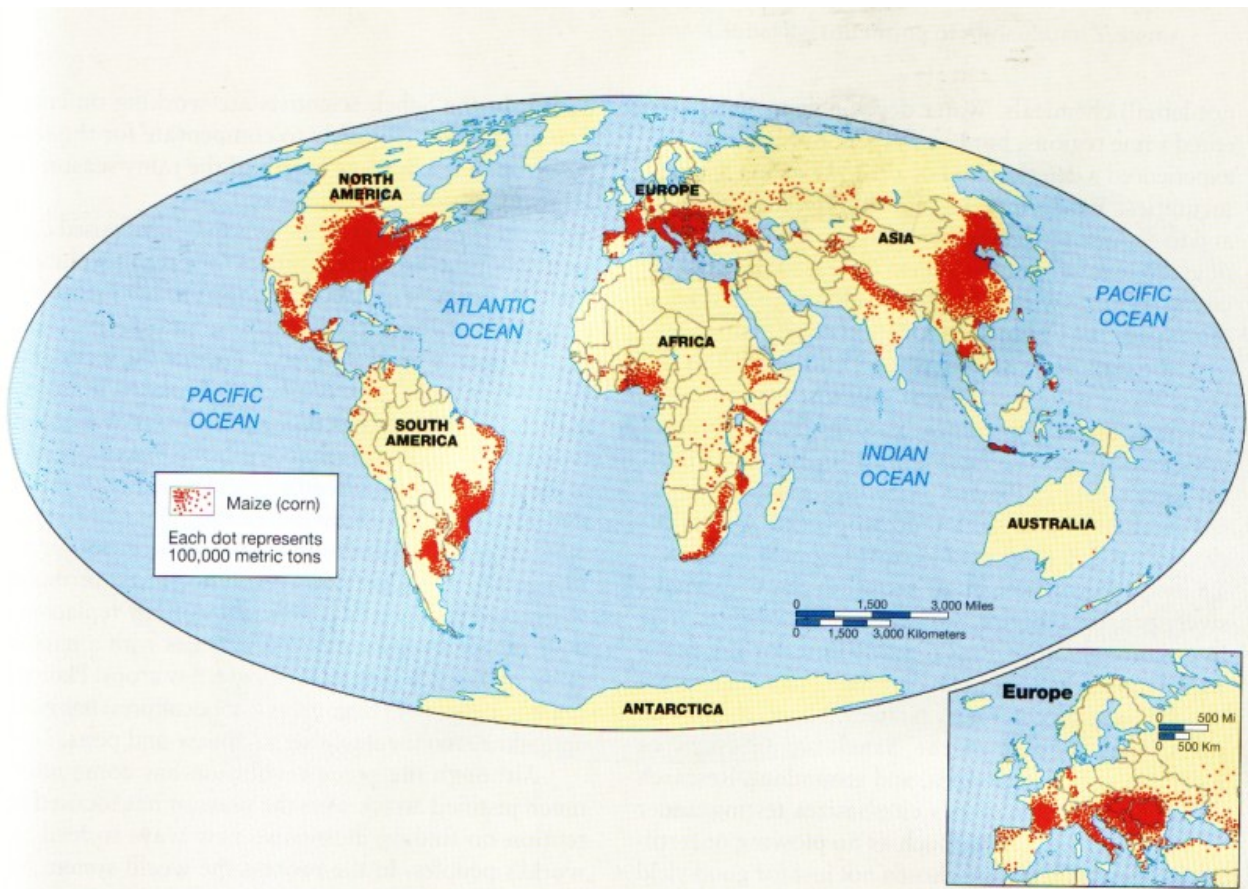 NORTH
AMERICA
EUROPE
ASIA
ATLANTIC
OCEAN
PACIFIC
OCEAN
AFRICA
PACIFIC
OCEAN
SOUTH
AMERICA
INDIAN
OCEAN
Maize (corn)
Each dot represents
100,000 metric tons
AUSTRALIA
0 1,500 3,000 Miles
0 1,500 3,000 Kilometers
ANTARCTICA
Europe
0 500 Mi
0 500 Km